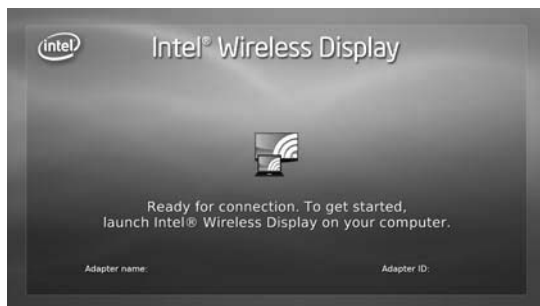 intel
Intel® Wireless Display
Ready for connection. To get started,
launch Intel® Wireless Display on your computer.
Adapter name:
Adapter ID: